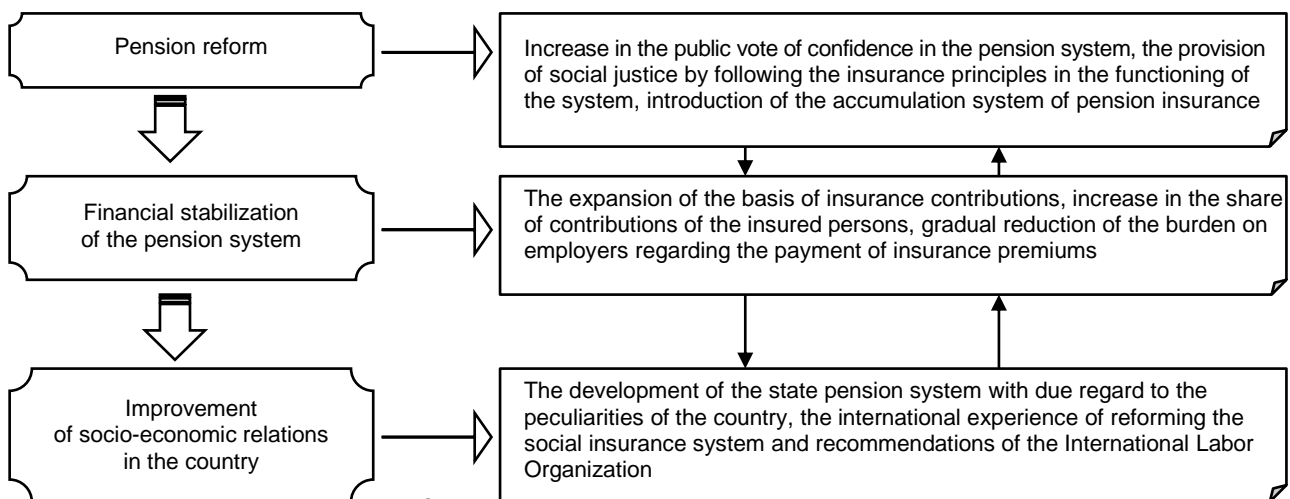 Pension reform
Increase in the public vote of confidence in the pension system, the provision
of social justice by following the insurance principles in the functioning of
the system, introduction of the accumulation system of pension insurance
Financial stabilization
of the pension system
The expansion of the basis of insurance contributions, increase in the share
of contributions of the insured persons, gradual reduction of the burden on
employers regarding the payment of insurance premiums
Improvement
of socio-economic relations
in the country
The development of the state pension system with due regard to the
peculiarities of the country, the international experience of reforming the
social insurance system and recommendations of the International Labor
Organization